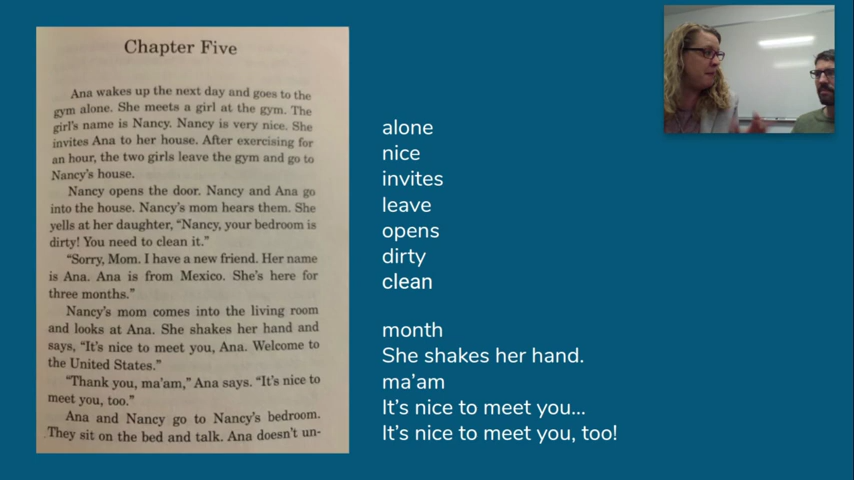 Chapter Five
Ana wakes up the next day and goes to the
gym alone. She meets a girl at the gym. The
girl's name is Nancy. Nancy is very nice. She
invites Ana to her house. After exercising for
an hour, the two girls leave the gym and go to
Nancy's house.
Nancy opens the door. Nancy and Ana go
into the house. Nancy's mom hears them. She
yells at her daughter, "Nancy, your bedroom is
dirty! You need to clean it."
"Sorry, Mom. I have a new friend. Her name
is Ana. Ana is from Mexico. She's here for
three months."
Nancy's mom comes into the living room
and looks at Ana. She shakes her hand and
says, "It's nice to meet you, Ana. Welcome to
the United States."
"Thank you, ma'am," Ana says. "It's nice to
meet you, too."
Ana and Nancy go to Nancy's bedroom.
They sit on the bed and talk. Ana doesn't un-
alone
nice
invites
leave
opens
dirty
clean
month
She shakes her hand.
ma'am
It's nice to meet you...
It's nice to meet you, too!